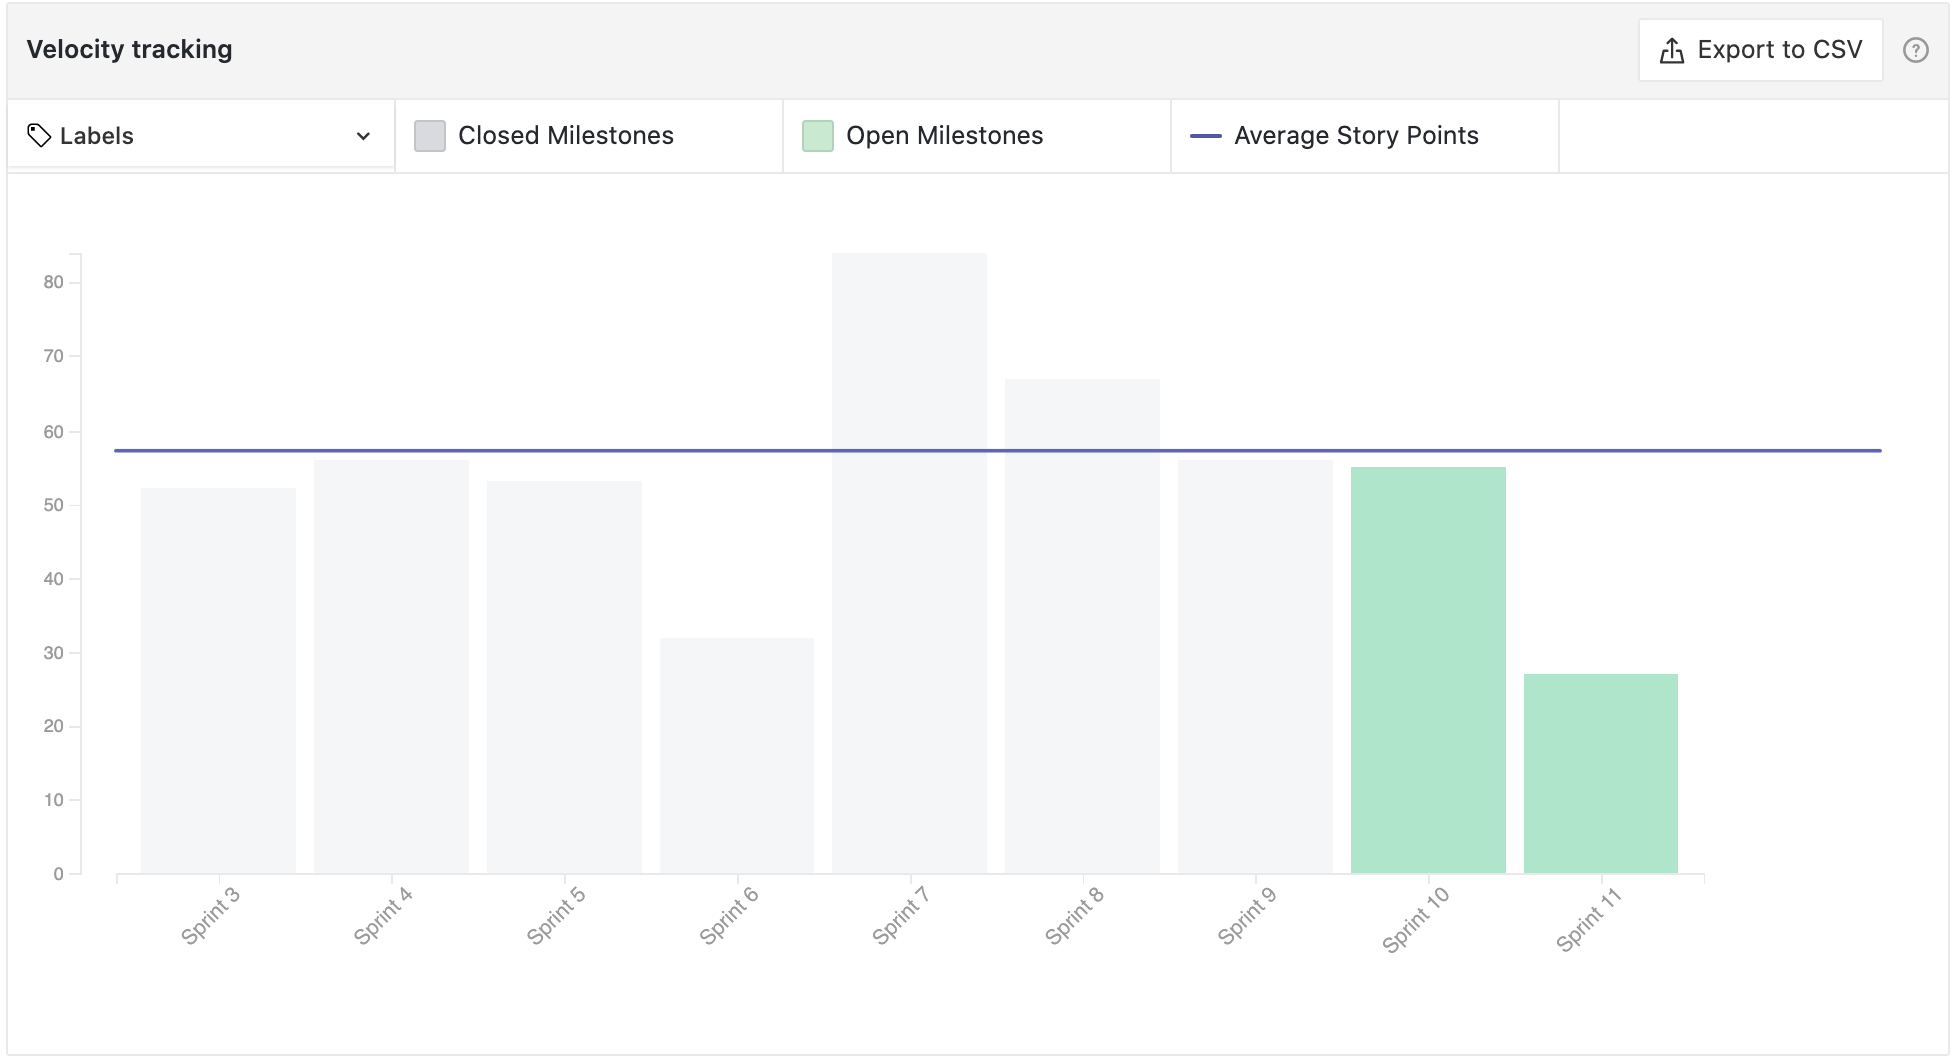 Velocity tracking
Export to CSV
?
Labels
Closed Milestones
Open Milestones
Average Story Points
80
70
60
50
40
30
20
10
0
Sprint 3
Sprint 4
Sprint 5
Sprint 6
Sprint 7
Sprint 8
Sprint 9
Sprint 10
Sprint 11